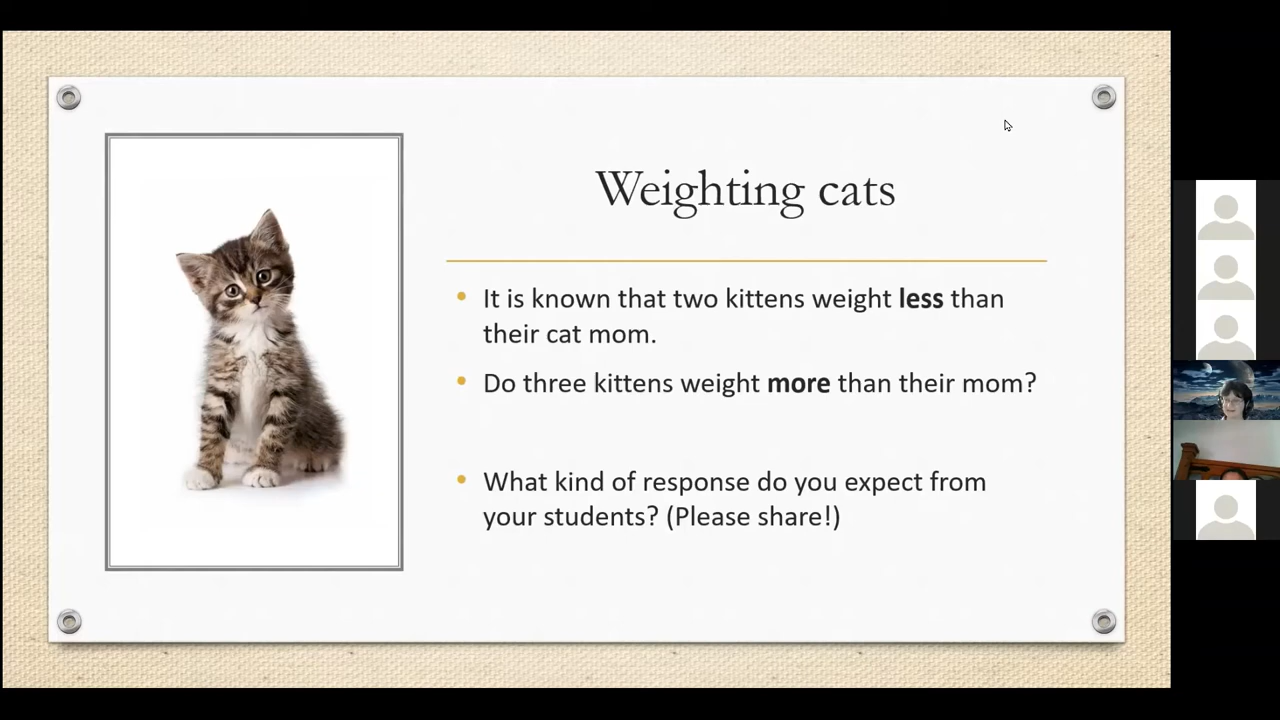 Weighting cats
• It is known that two kittens weight less than
their cat mom.
• Do three kittens weight more than their mom?
• What kind of response do you expect from
your students? (Please share!)